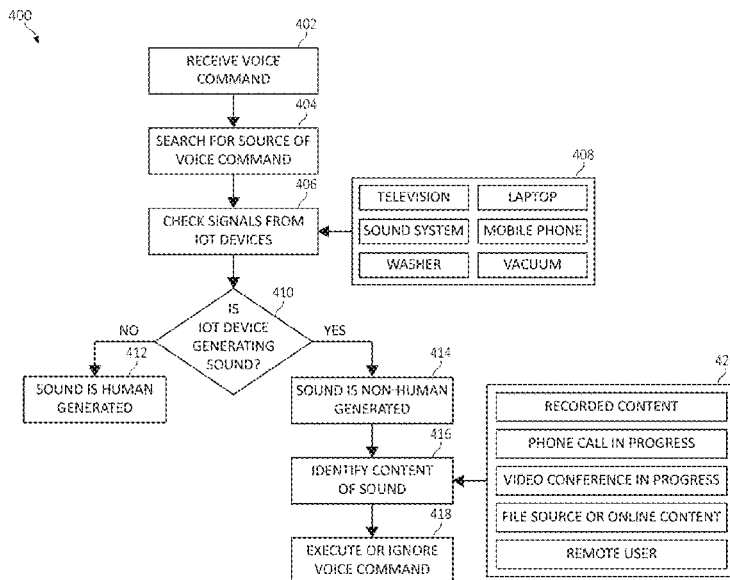 400
402
RECEIVE VOICE
COMMAND
404
SEARCH FOR SOURCE OF
VOICE COMMAND
406
CHECK SIGNALS FROM
IOT DEVICES
408
TELEVISION
LAPTOP
SOUND SYSTEM
MOBILE PHONE
WASHER
VACUUM
410
IS
IOT DEVICE
GENERATING
SOUND?
NO
YES
412
SOUND IS HUMAN
GENERATED
414
SOUND IS NON-HUMAN
GENERATED
416
IDENTIFY CONTENT
OF SOUND
418
EXECUTE OR IGNORE
VOICE COMMAND
42
RECORDED CONTENT
PHONE CALL IN PROGRESS
VIDEO CONFERENCE IN PROGRESS
FILE SOURCE OR ONLINE CONTENT
REMOTE USER